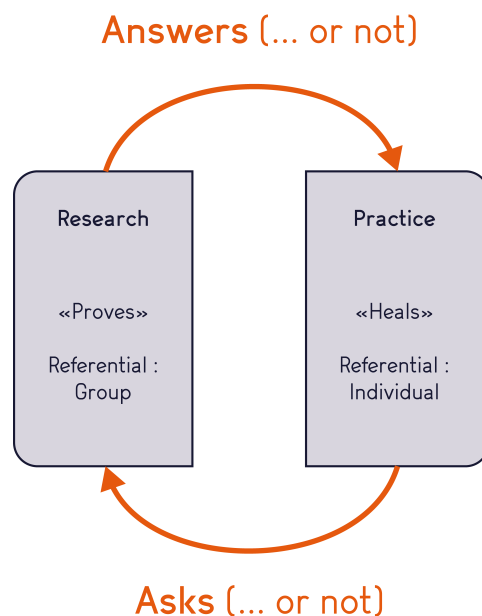 Answers (... or not)
Research
«Proves»
Referential :
Group
Practice
«Heals»
Referential :
Individual
Asks (... or not)